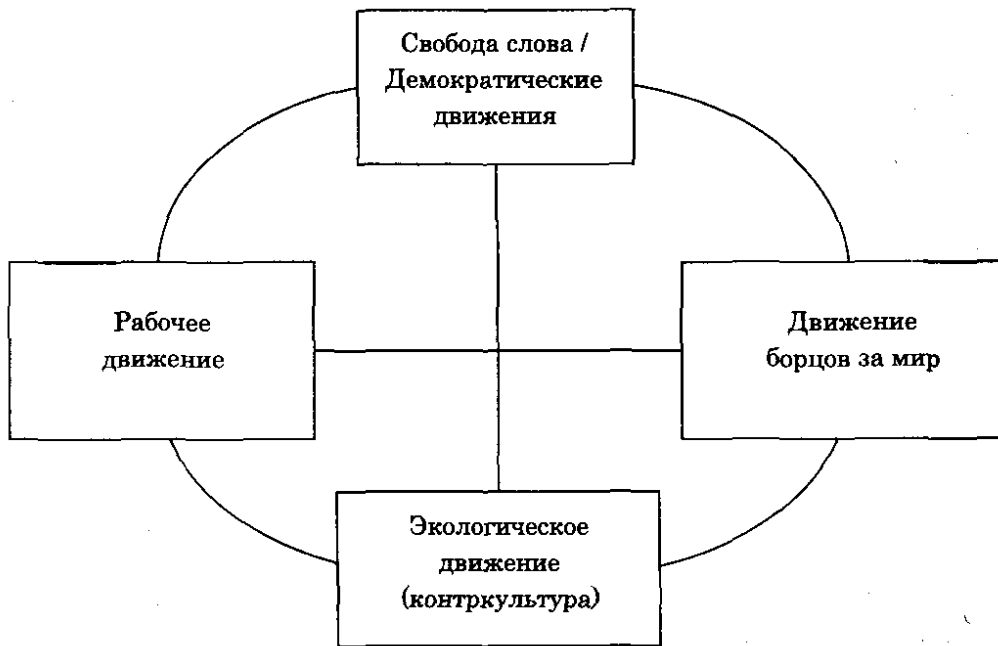 Свобода слова /
Демократические
движения
Рабочее
движение
Движение
борцов за мир
Экологическое
движение
(контркультура)